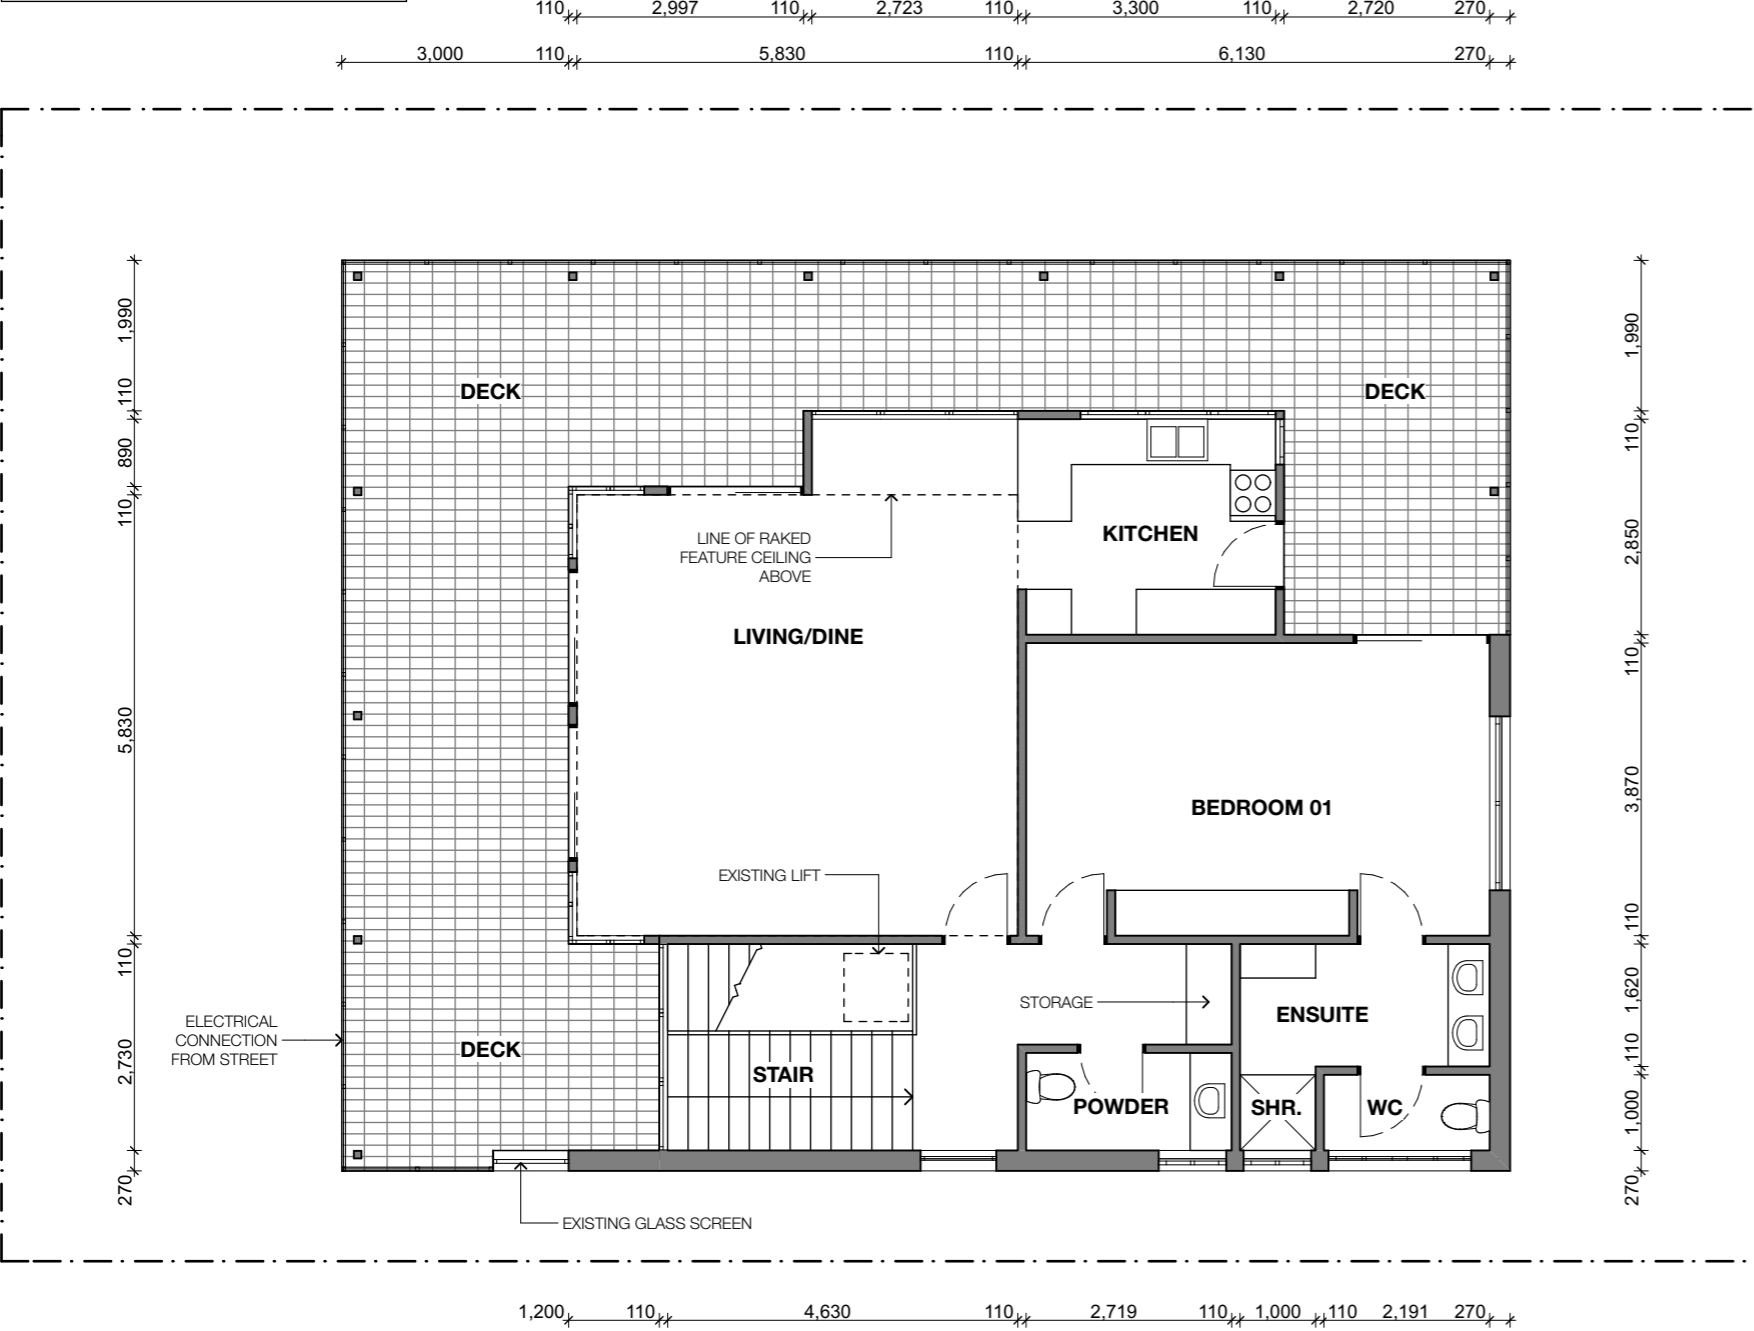 110 2,997 110 2,723 110 3,300 110 2,720 270
3,000 110 5,830 110 6,130 270
1,990
110
890
110
5,830
110
2,730
270
1,990
110
2,850
110
3,870
110
1,620
110
1,000
270
DECK
DECK
LINE OF RAKED
FEATURE CEILING
ABOVE
KITCHEN
LIVING/DINE
BEDROOM 01
EXISTING LIFT
STORAGE
ENSUITE
ELECTRICAL
CONNECTION
FROM STREET
DECK
STAIR
POWDER
SHR.
WC
EXISTING GLASS SCREEN
1,200 110 4,630 110 2,719 110 1,000 110 2,191 270